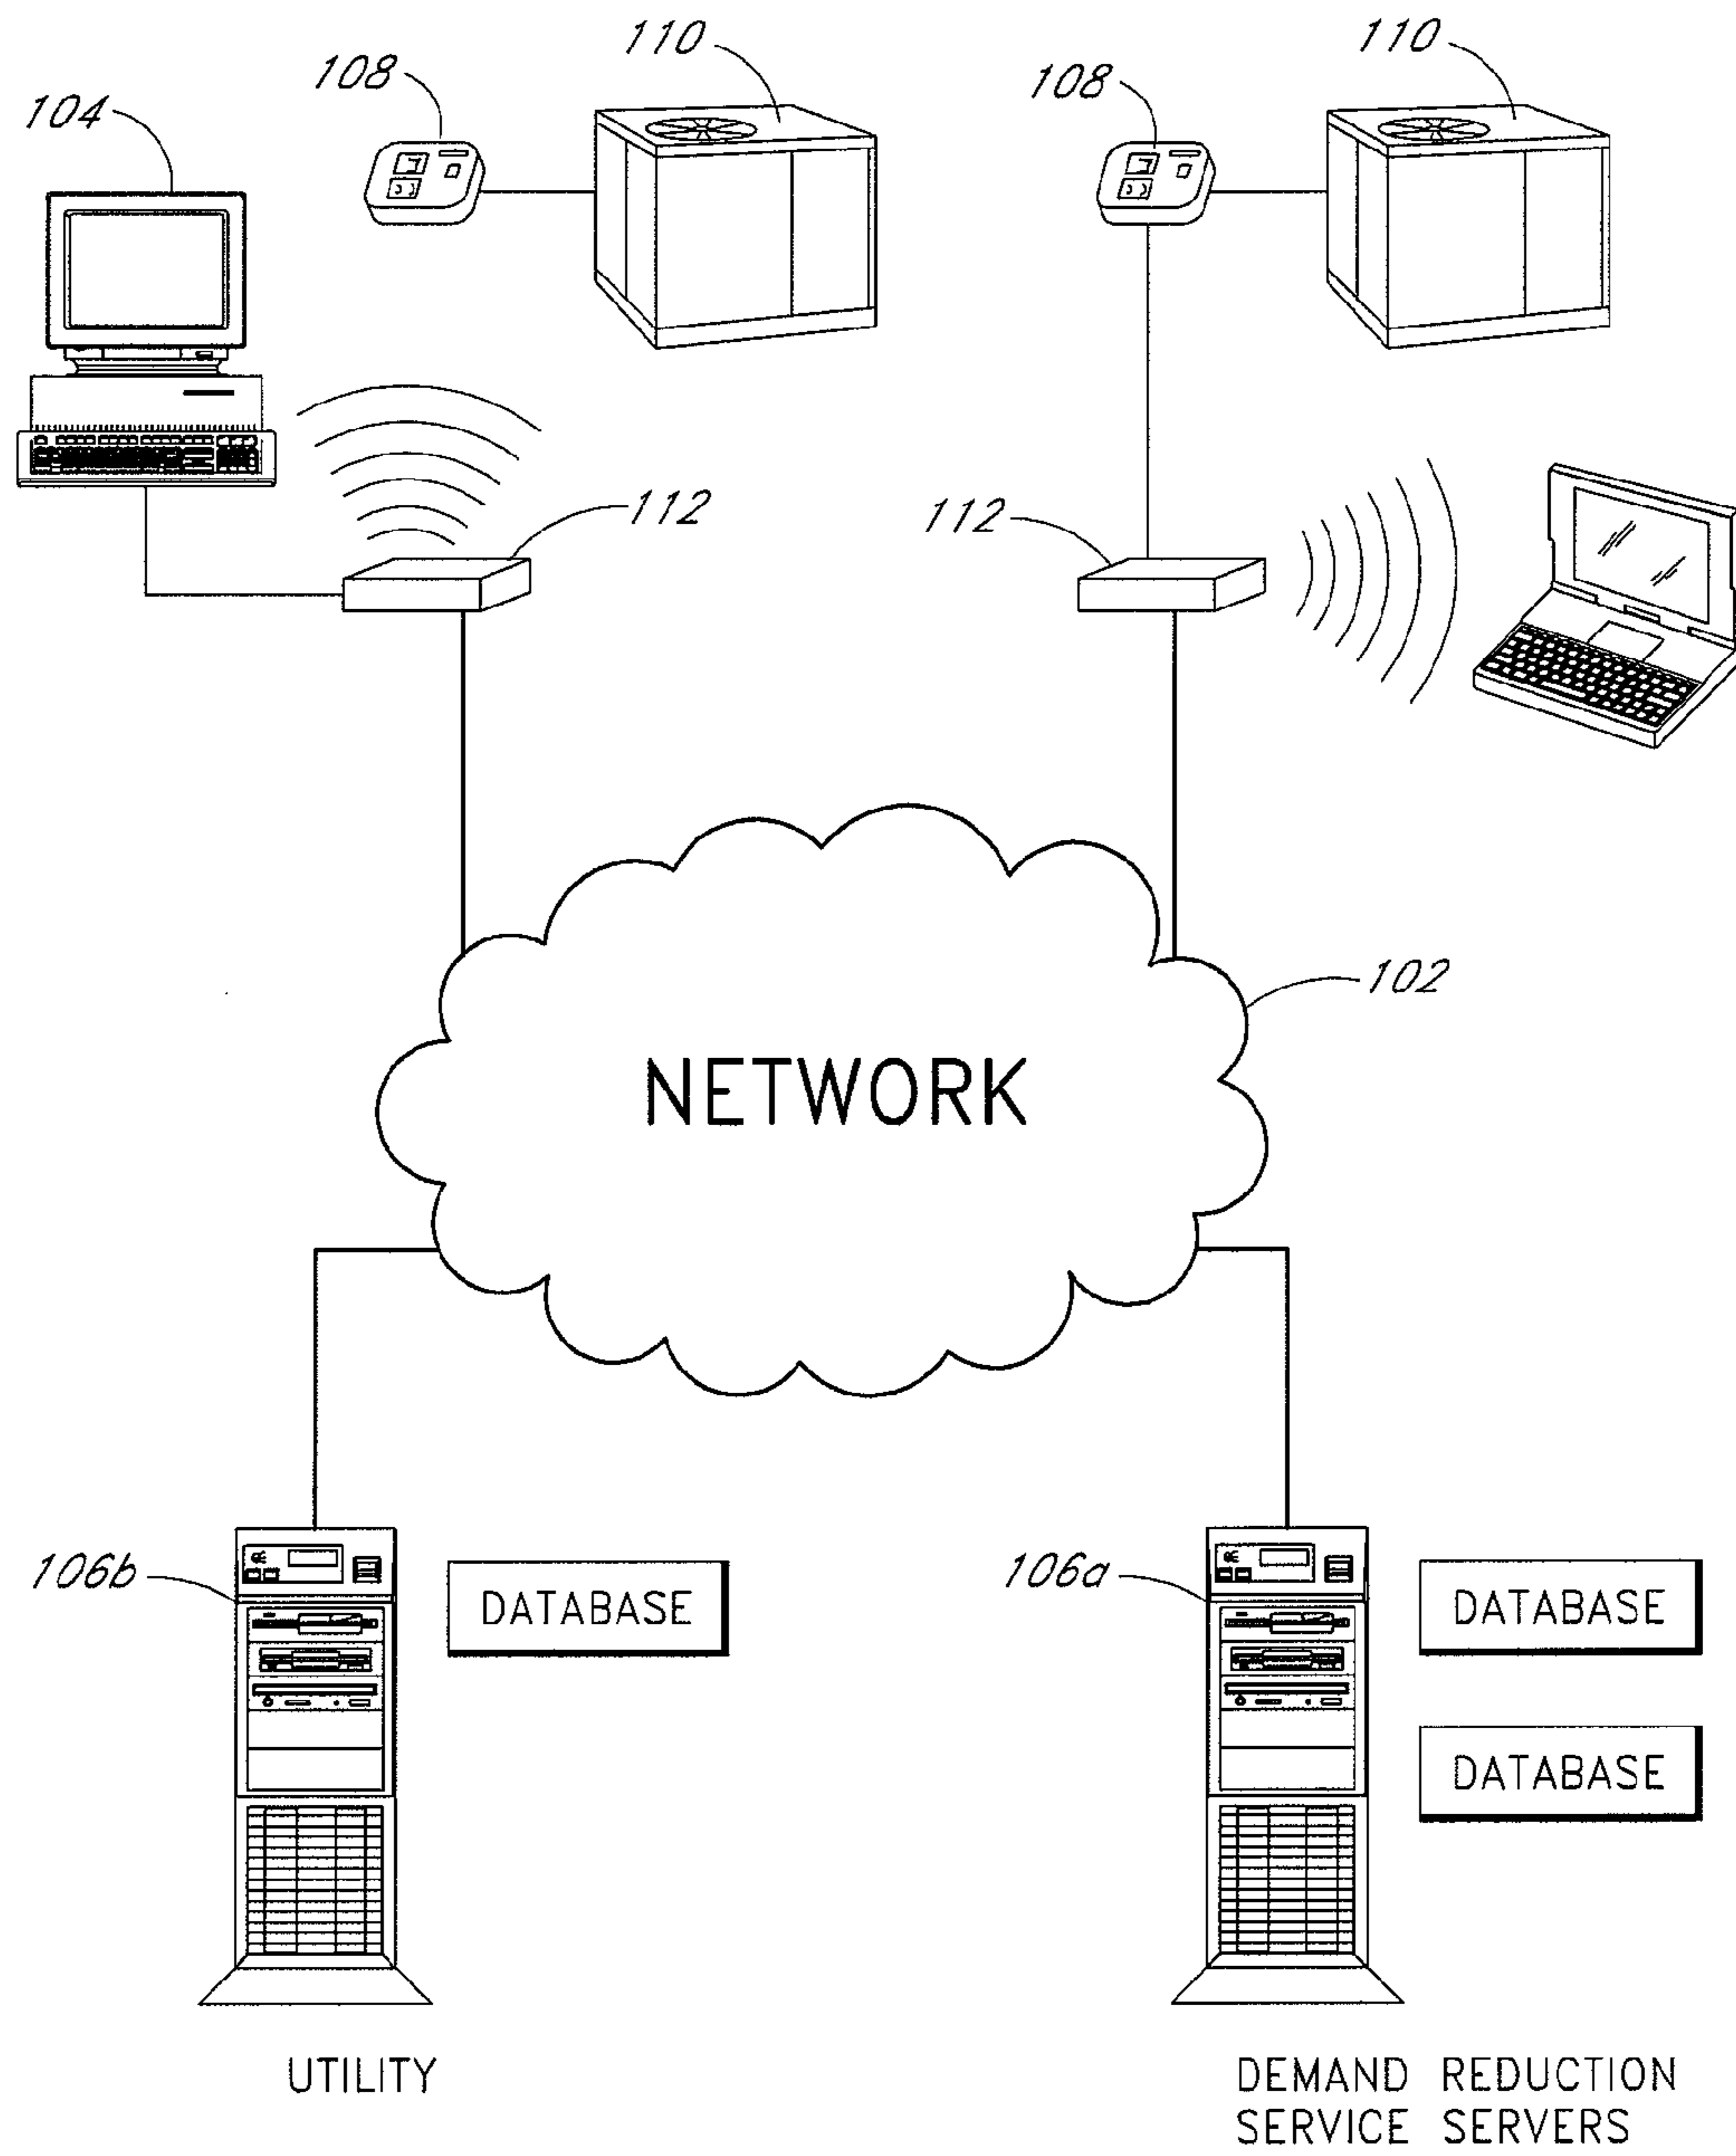 110
110
108
108
104
112
112
102
NETWORK
106b
DATABASE
106a
DATABASE
DATABASE
UTILITY
DEMAND REDUCTION
SERVICE SERVERS